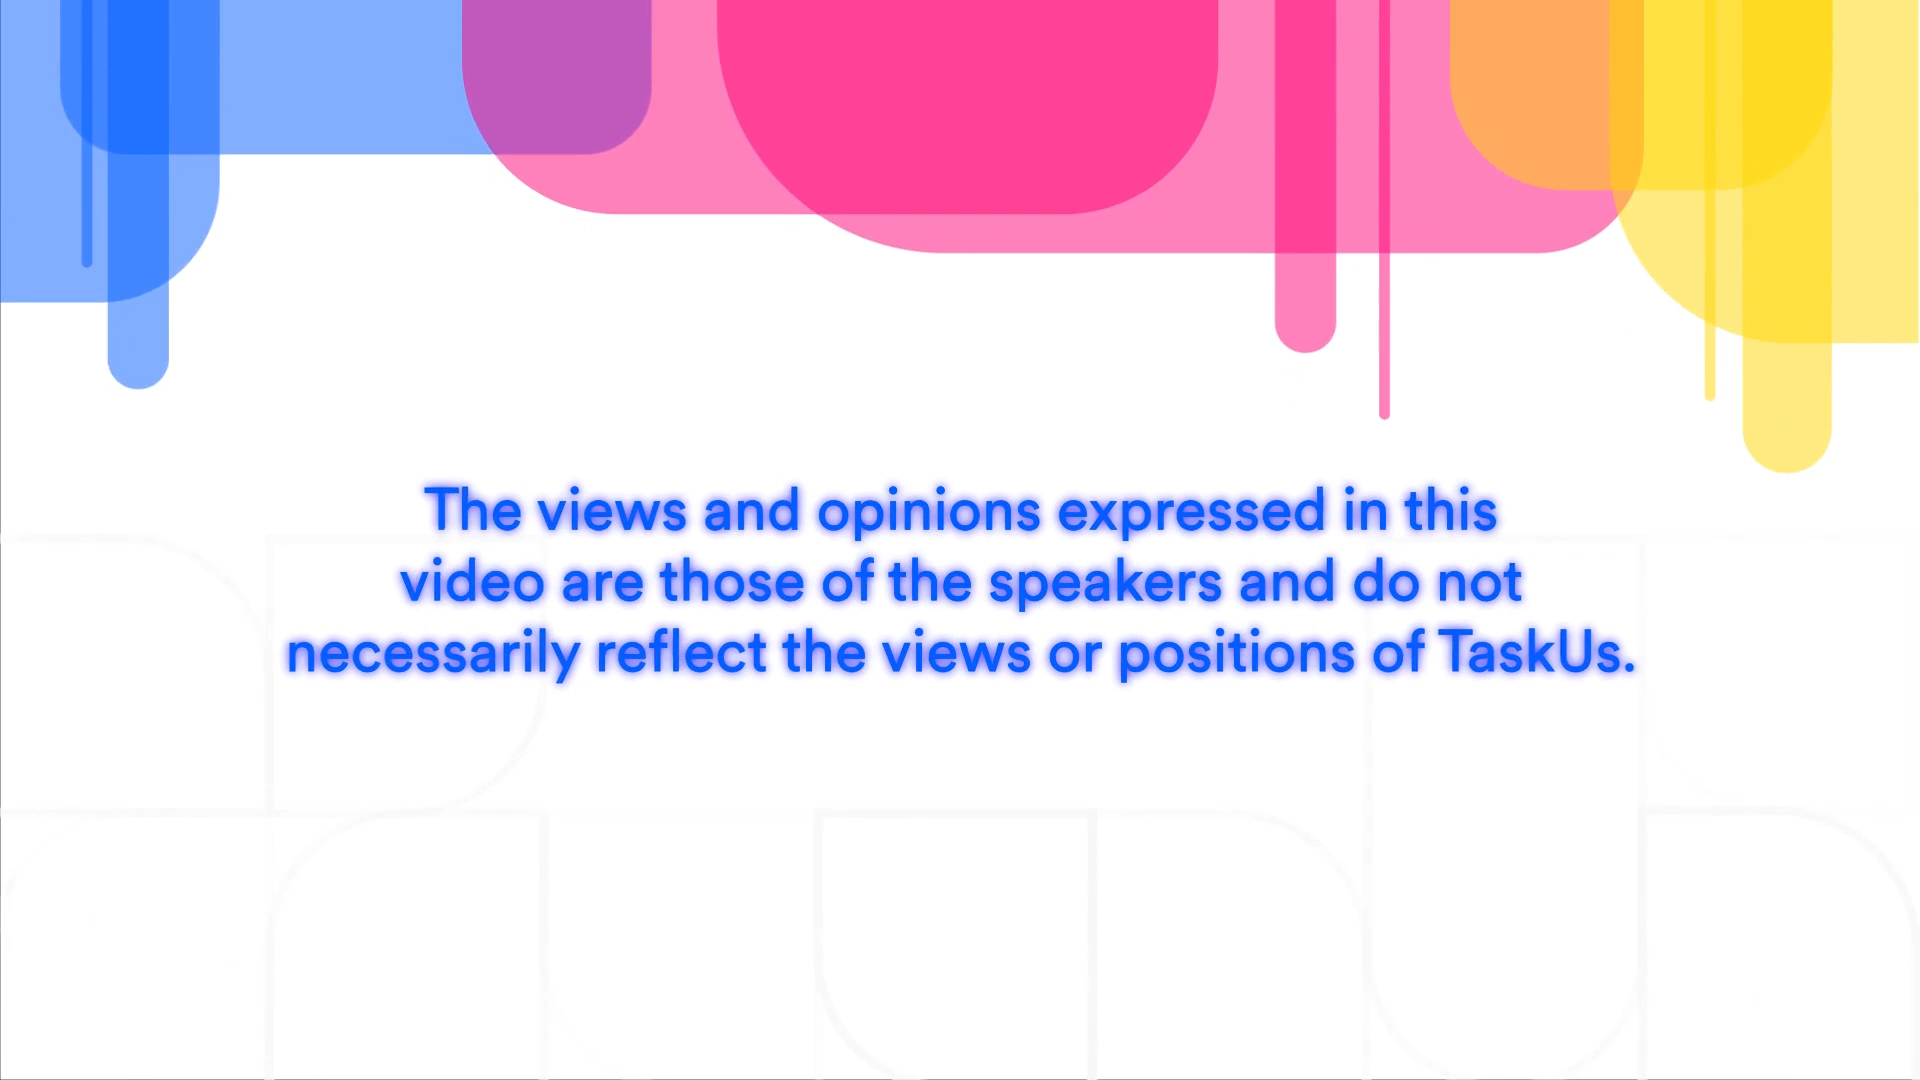 The views and opinions expressed in this
video are those of the speakers and do not
necessarily reflect the views or positions of TaskUs.